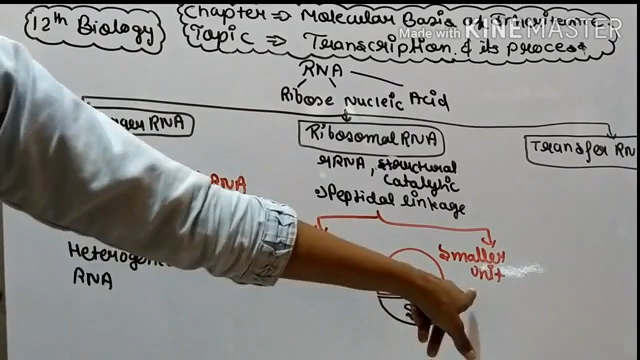 12th Biology
Chapter ⇒ Molecular Basis of Inheritance
Topic ⇒ Transcription & its process
Made with KINEMASTER
RNA
Ribose Nucleic Acid
RNA
Ribosomal RNA
Transfer RN
rRNA, structural
catalytic
RNA
Peptidal linkage
Smaller
unit
RNA